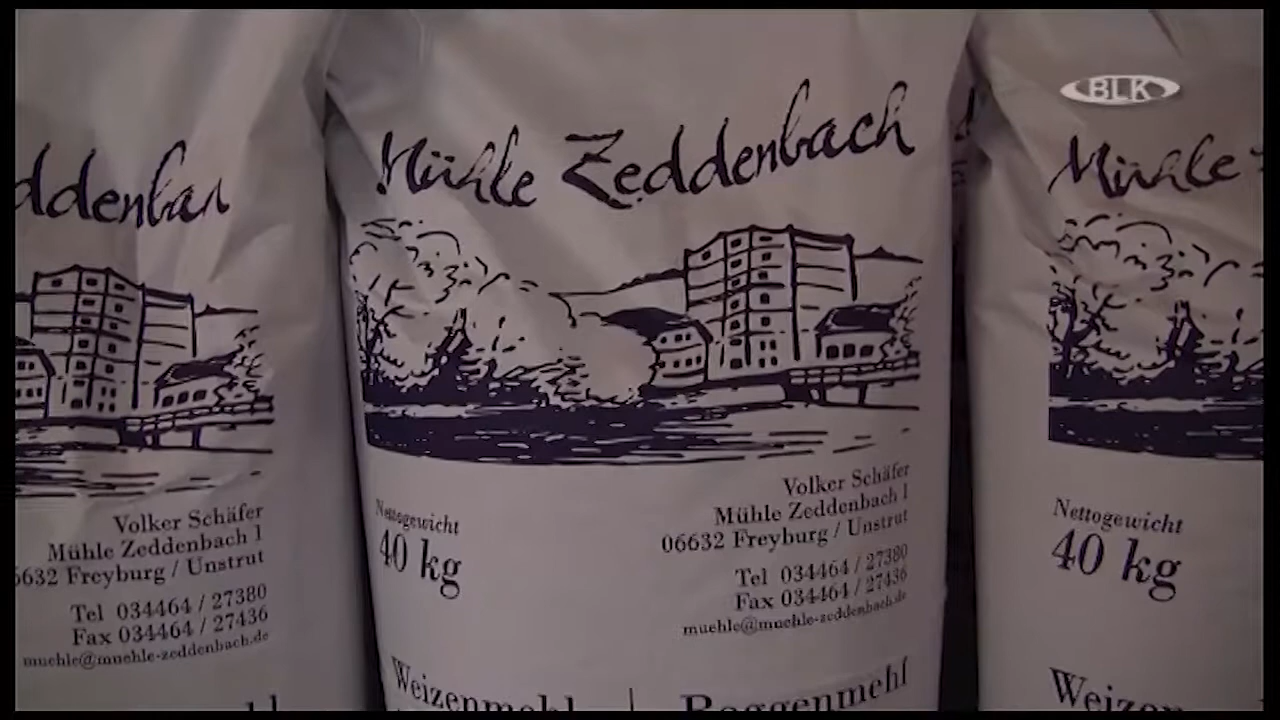 BLK
ddenbac
Volker Schäfer
Mühle Zeddenbach 1
06632 Freyburg / Unstrut
Tel 034464 / 27380
Fax 034464 / 27436
muehle@muehle-zeddenbach.de
Mühle Zeddenbach
Nettogewicht
40 kg
Volker Schäfer
Mühle Zeddenbach 1
06632 Freyburg / Unstrut
Tel 034464 / 27380
Fax 034464 / 27436
muehle@muehle-zeddenbach.de
Weizenmehl | Roggenmehl
Mühle
Nettogewicht
40 kg
Weizen